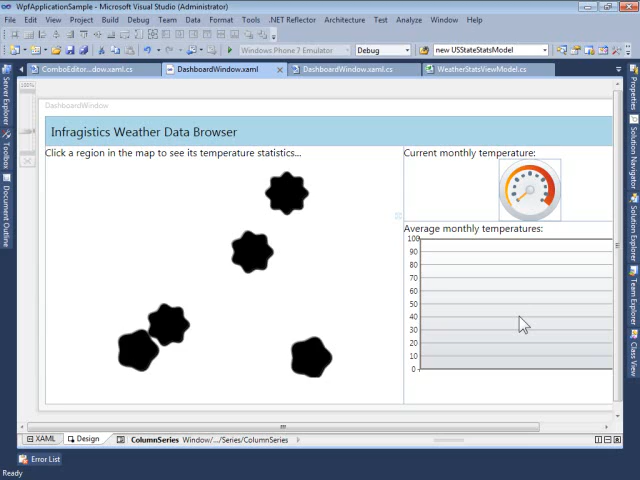 WpfApplicationSample - Microsoft Visual Studio (Administrator)
File Edit View Project Build Debug Team Data Format Tools .NET Reflector Architecture Test Analyze Window Help
Windows Phone 7 Emulator Debug new USStateStatsModel
ComboEditor...dow.xaml.cs DashboardWindow.xaml DashboardWindow.xaml.cs WeatherStatsViewModel.cs
Server Explorer
Toolbox
Document Outline
100%
DashboardWindow
Infragistics Weather Data Browser
Click a region in the map to see its temperature statistics...
Current monthly temperature:
Average monthly temperatures:
100
90
80
70
60
50
40
30
20
10
0
Properties
Solution Navigator
Solution Explorer
Team Explorer
Class View
XAML Design ColumnSeries Window/.../Series/ColumnSeries
Error List
Ready